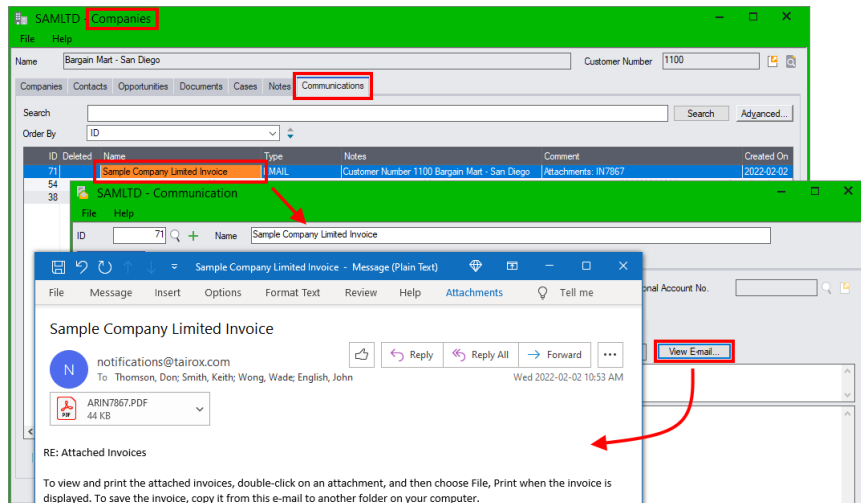 SAMLTD - Companies
File Help
Name Bargain Mart - San Diego Customer Number 1100
Companies Contacts Opportunities Documents Cases Notes Communications
Search Search Advanced...
Order By ID
ID Deleted Name Type Notes Comment Created On
71 Sample Company Limited Invoice EMAIL Customer Number 1100 Bargain Mart - San Diego Attachments: IN7867 2022-02-02
54
38
SAMLTD - Communication
File Help
ID 71 Name Sample Company Limited Invoice
Sample Company Limited Invoice - Message (Plain Text)
File Message Insert Options Format Text Review Help Attachments Tell me
Account No.
Sample Company Limited Invoice
View E-mail...
N notifications@tairox.com Reply Reply All Forward
To Thomson, Don; Smith, Keith; Wong, Wade; English, John Wed 2022-02-02 10:53 AM
PDF ARIN7867.PDF
44 KB
RE: Attached Invoices
To view and print the attached invoices, double-click on an attachment, and then choose File, Print when the invoice is
displayed. To save the invoice, copy it from this e-mail to another folder on your computer.